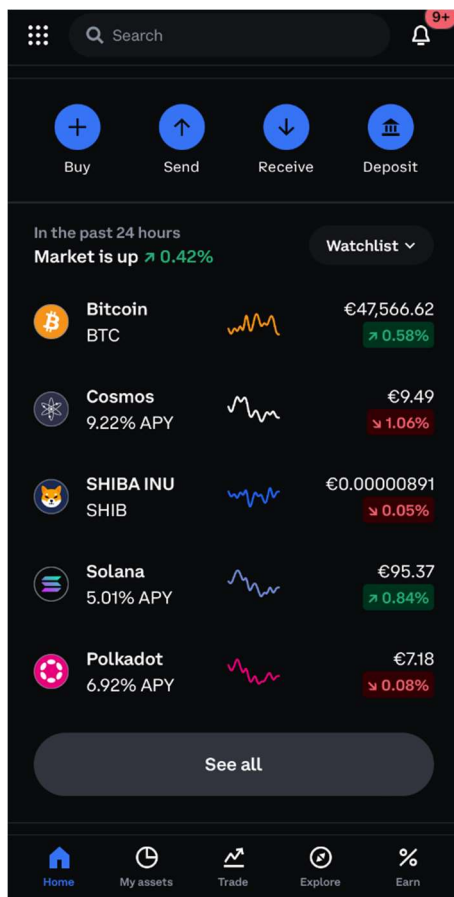 9+
Search
Buy Send Receive Deposit
In the past 24 hours
Market is up ↗ 0.42%
Watchlist
Bitcoin €47,566.62
BTC ↗ 0.58%
Cosmos €9.49
9.22% APY ↘ 1.06%
SHIBA INU €0.00000891
SHIB ↘ 0.05%
Solana €95.37
5.01% APY ↗ 0.84%
Polkadot €7.18
6.92% APY ↘ 0.08%
See all
Home My assets Trade Explore Earn